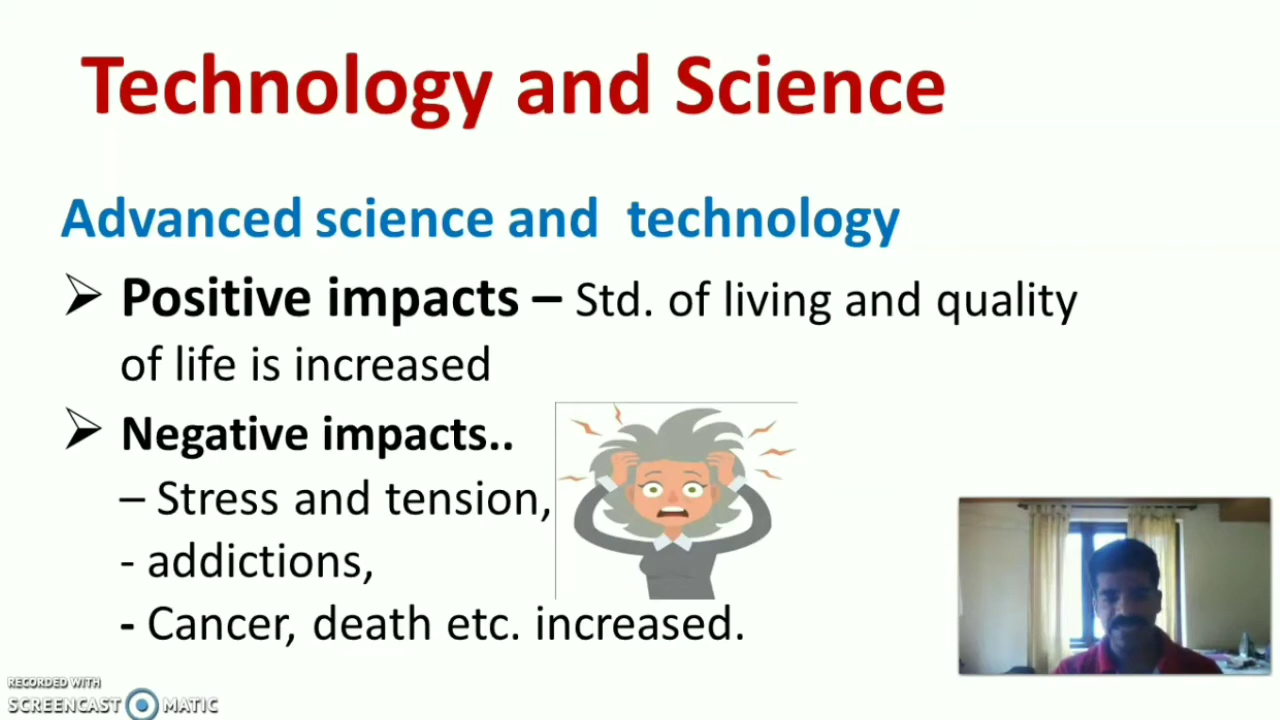 Technology and Science
Advanced science and technology
➢ Positive impacts – Std. of living and quality
of life is increased
➢ Negative impacts..
– Stress and tension,
- addictions,
- Cancer, death etc. increased.
RECORDED WITH
SCREENCAST MATIC